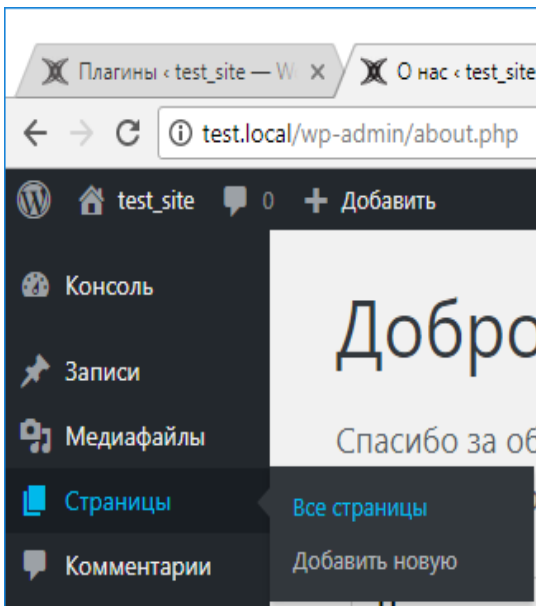 Плагины ‹ test_site — W
О нас ‹ test_site
test.local/wp-admin/about.php
test_site 0 Добавить
Консоль
Добро
Записи
Медиафайлы
Спасибо за об
Страницы
Все страницы
Добавить новую
Комментарии